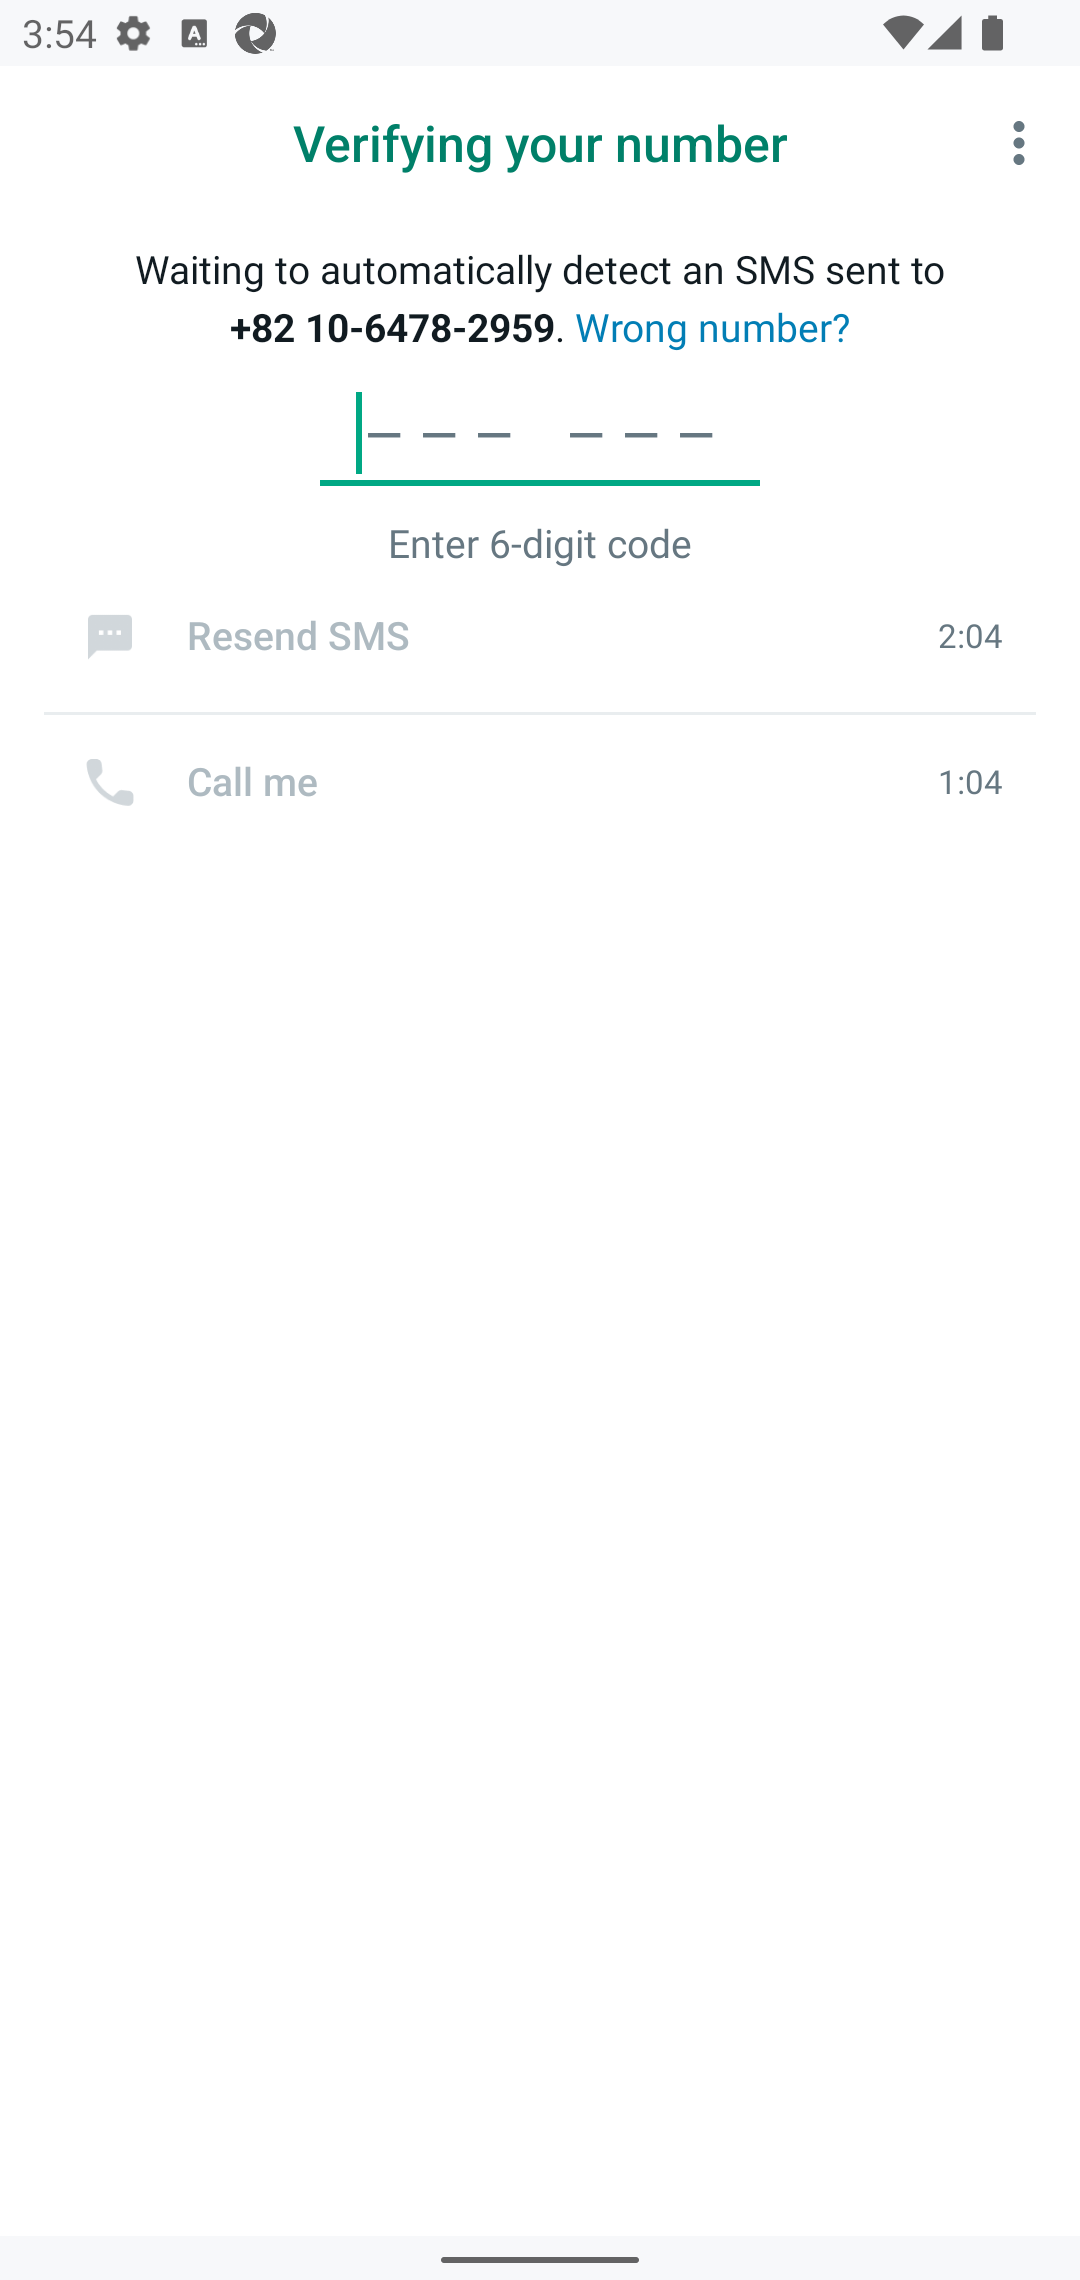 3:54
Verifying your number
Waiting to automatically detect an SMS sent to
+82 10-6478-2959. Wrong number?
– – –  – – –
Enter 6-digit code
Resend SMS 2:04
Call me 1:04